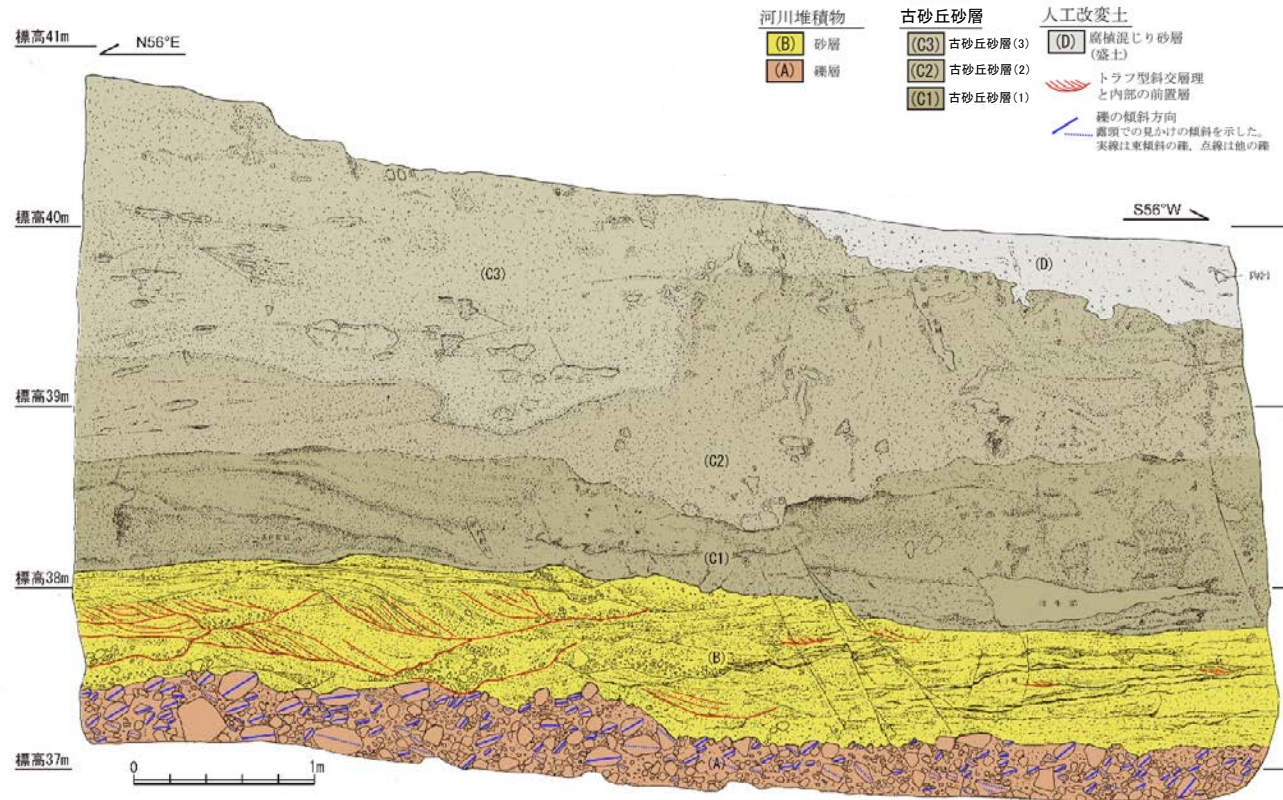 河川堆積物
(B) 砂層
(A) 礫層
古砂丘砂層
(C3) 古砂丘砂層(3)
(C2) 古砂丘砂層(2)
(C1) 古砂丘砂層(1)
人工改変土
(D) 腐植混じり砂層
(盛土)
トラフ型斜交層理
と内部の前置層
礫の傾斜方向
露頭での見かけの傾斜を示した。
実線は東傾斜の礫，点線は他の礫
標高41m
N56°E
標高40m
S56°W
(D)
(C3)
標高39m
(C2)
(C1)
標高38m
(B)
標高37m
(A)
0
1m